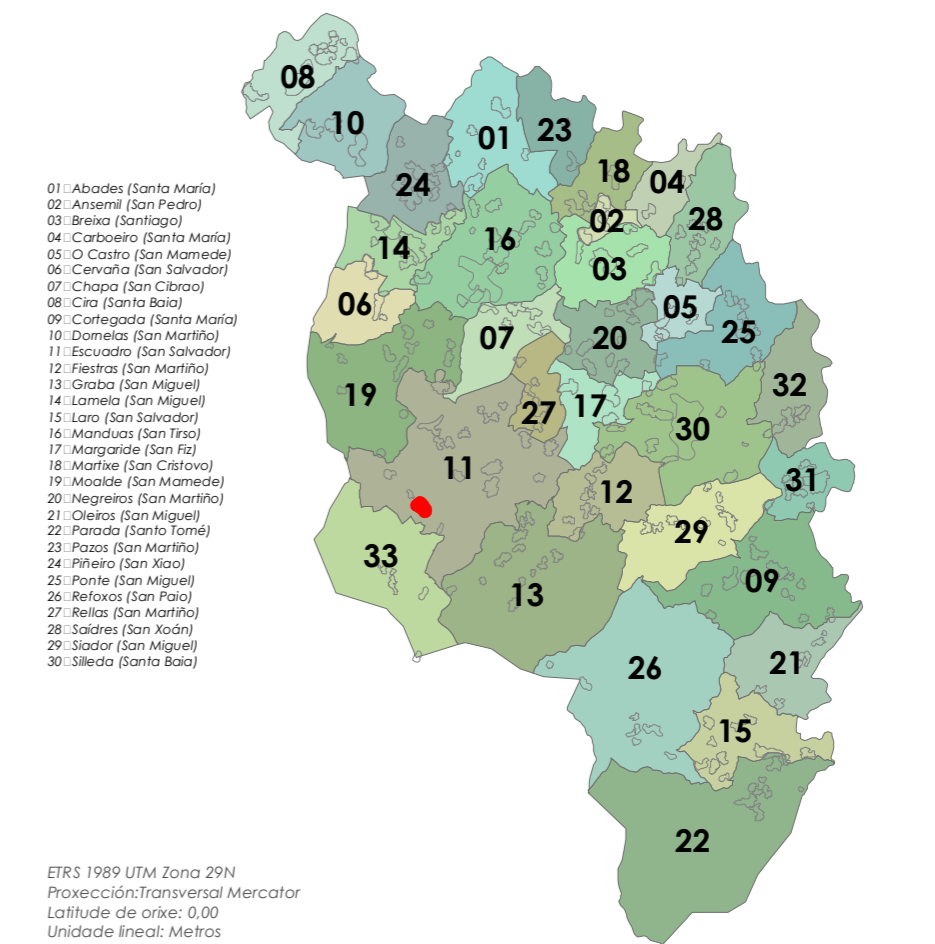 08
10
01
23
18
04
24
02
28
16
14
03
06
05
07
20
25
19
27
17
32
30
11
12
31
29
33
13
09
26
21
15
22
01 Abades (Santa María)
02 Ansemil (San Pedro)
03 Breixa (Santiago)
04 Carboeiro (Santa María)
05 O Castro (San Mamede)
06 Cervaña (San Salvador)
07 Chapa (San Cibrao)
08 Cira (Santa Baia)
09 Cortegada (Santa María)
10 Dornelas (San Martiño)
11 Escuadro (San Salvador)
12 Fiestras (San Martiño)
13 Graba (San Miguel)
14 Lamela (San Miguel)
15 Laro (San Salvador)
16 Manduas (San Tirso)
17 Margaride (San Fiz)
18 Martixe (San Cristovo)
19 Moalde (San Mamede)
20 Negreiros (San Martiño)
21 Oleiros (San Miguel)
22 Parada (Santo Tomé)
23 Pazos (San Martiño)
24 Piñeiro (San Xiao)
25 Ponte (San Miguel)
26 Refoxos (San Paio)
27 Rellas (San Martiño)
28 Saídres (San Xoán)
29 Siador (San Miguel)
30 Silleda (Santa Baia)
ETRS 1989 UTM Zona 29N
Proxección:Transversal Mercator
Latitude de orixe: 0,00
Unidade lineal: Metros